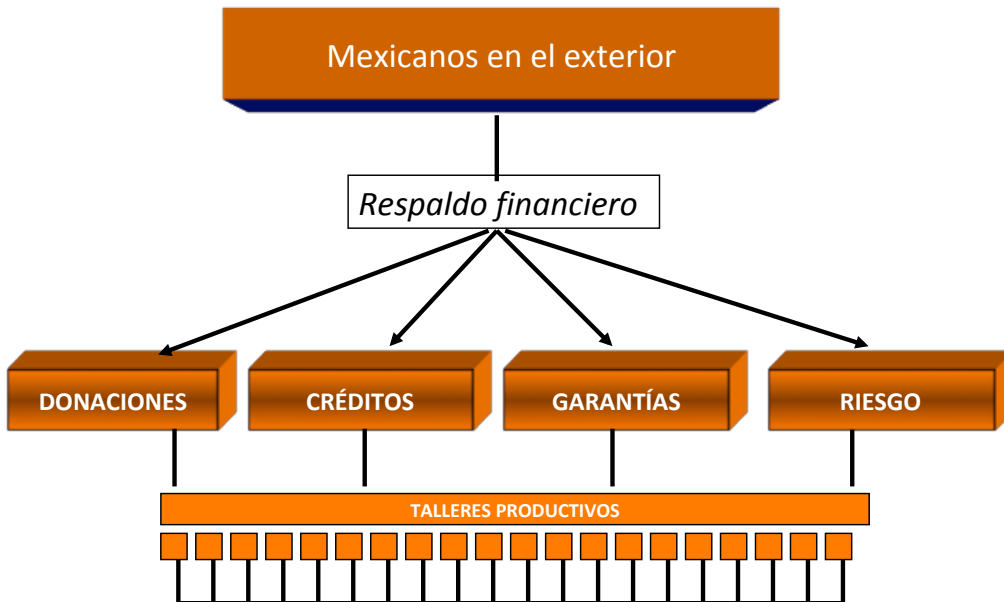 Mexicanos en el exterior
Respaldo financiero
DONACIONES
CRÉDITOS
GARANTÍAS
RIESGO
TALLERES PRODUCTIVOS